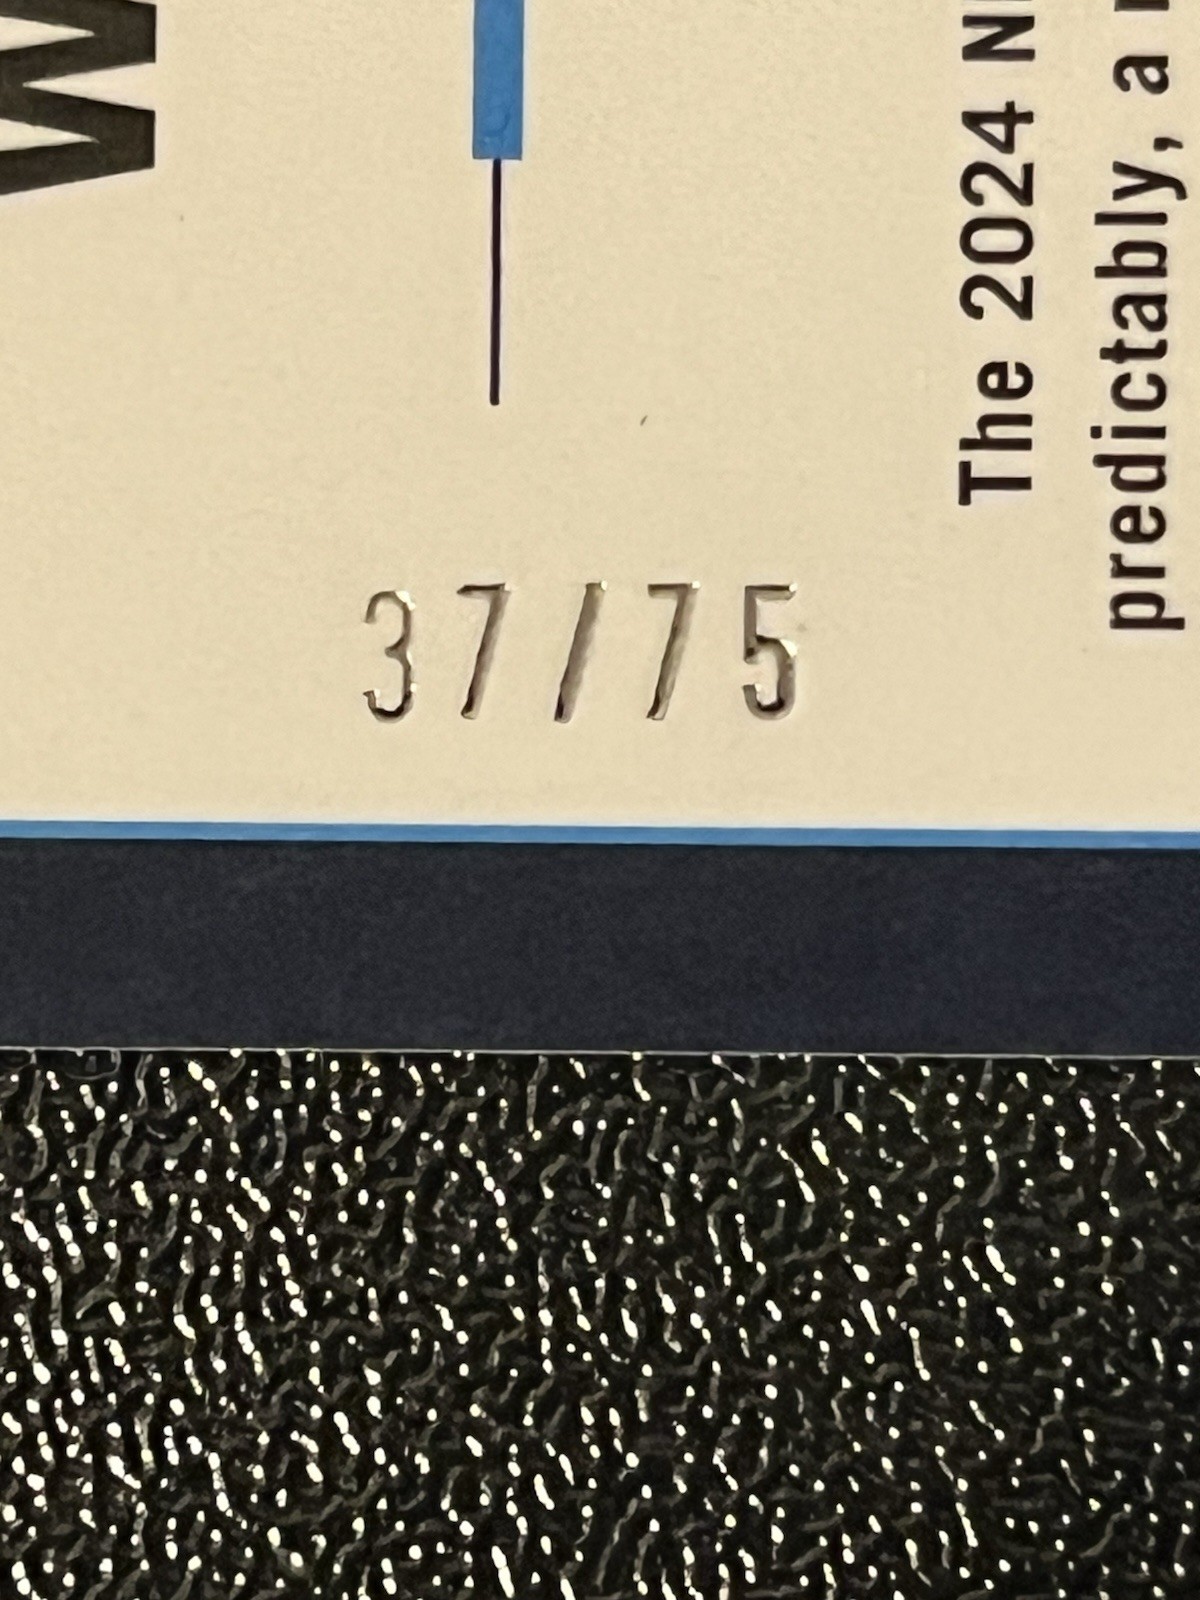 W
The 2024 N
predictably, a
37/75